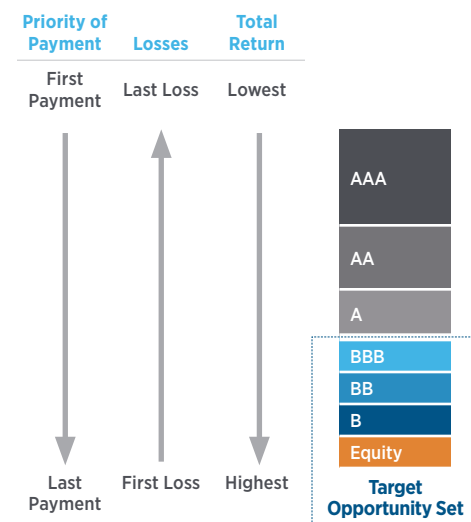 Priority of
Payment
Losses
Total
Return
First
Payment
Last Loss
Lowest
AAA
AA
A
BBB
BB
B
Equity
Last
Payment
First Loss
Highest
Target
Opportunity Set